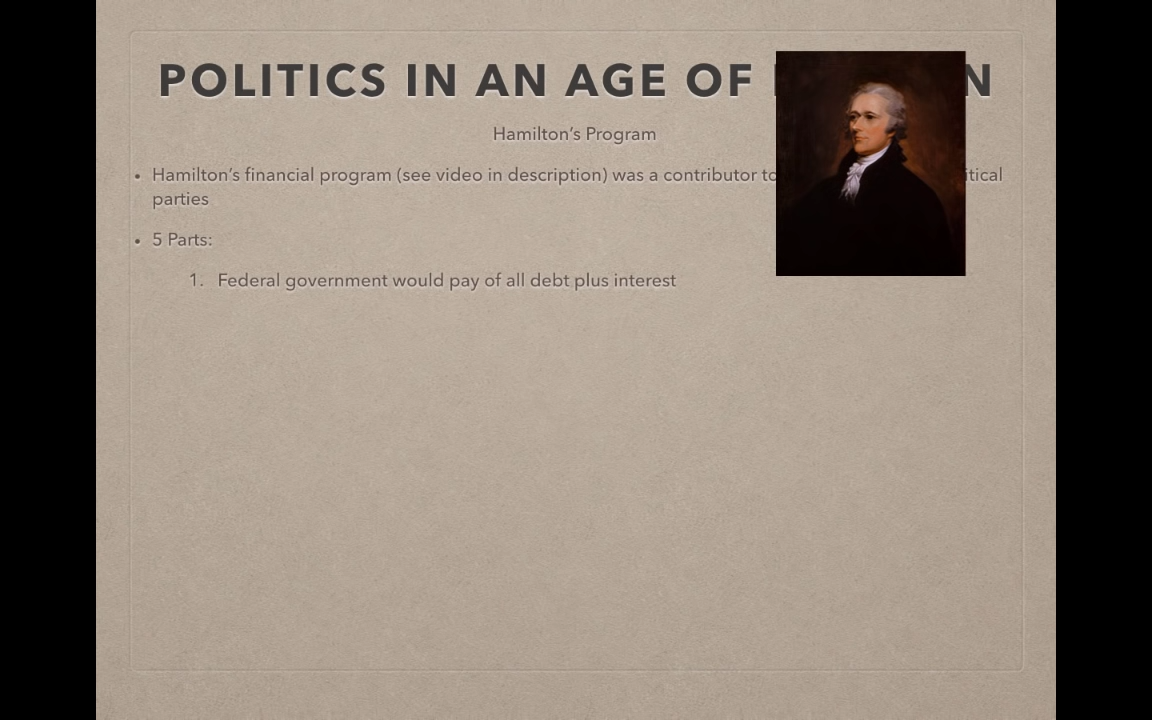 POLITICS IN AN AGE OF N
Hamilton’s Program
• Hamilton’s financial program (see video in description) was a contributor to itical
parties
• 5 Parts:
1. Federal government would pay of all debt plus interest